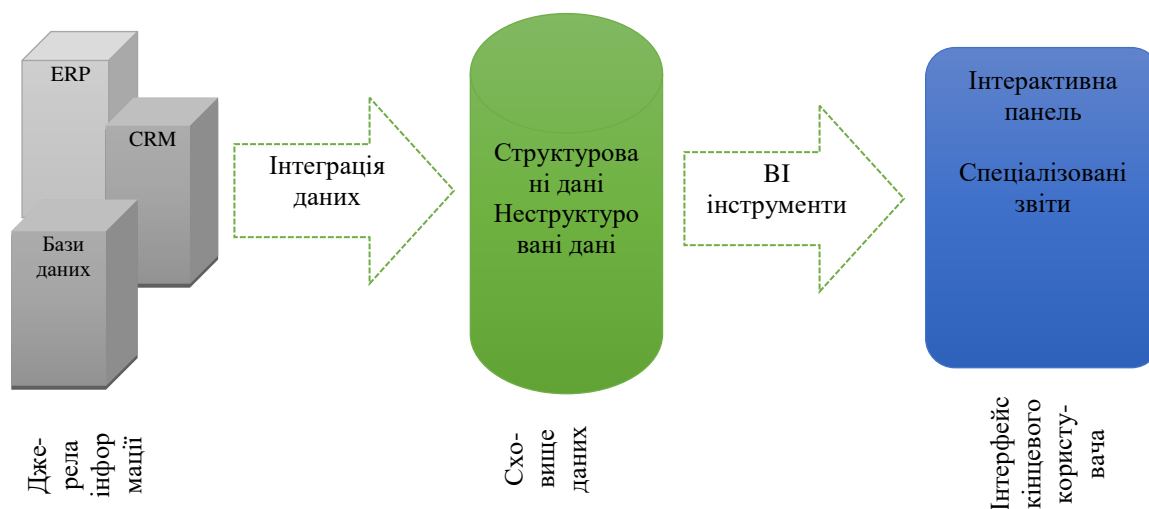 ERP
CRM
Бази
даних
Інтеграція
даних
Структурова
ні дані
Неструктуро
вані дані
BI
інструменти
Інтерактивна
панель
Спеціалізовані
звіти
Дже-
рела
інфор
мації
Схо-
вище
даних
Інтерфейс
кінцевого
користу-
вача